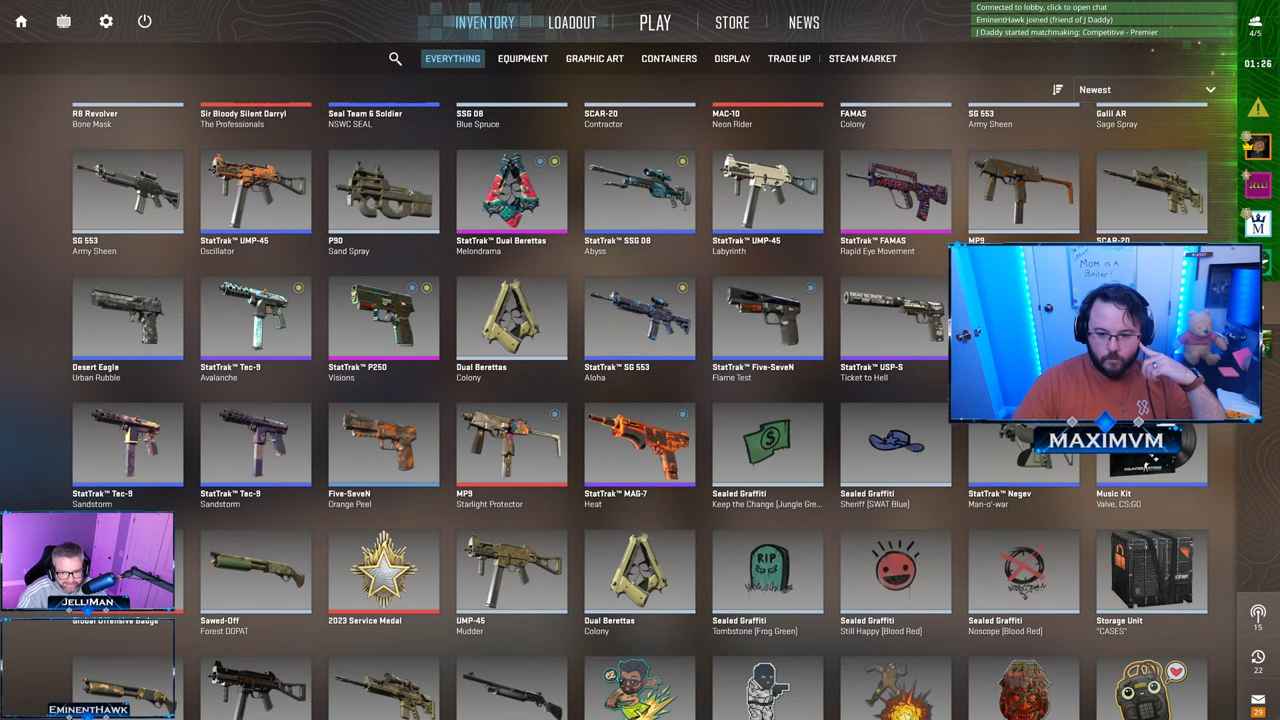 INVENTORY
LOADOUT
PLAY
STORE
NEWS
Connected to lobby, click to open chat
EminentHawk joined (friend of J Daddy)
J Daddy started matchmaking: Competitive - Premier
4/5
01:26
EVERYTHING
EQUIPMENT
GRAPHIC ART
CONTAINERS
DISPLAY
TRADE UP
STEAM MARKET
Newest
R8 Revolver
Bone Mask
Sir Bloody Silent Darryl
The Professionals
Seal Team 6 Soldier
NSWC SEAL
SSG 08
Blue Spruce
SCAR-20
Contractor
MAC-10
Neon Rider
FAMAS
Colony
SG 553
Army Sheen
Galil AR
Sage Spray
SG 553
Army Sheen
StatTrak™ UMP-45
Oscillator
P90
Sand Spray
StatTrak™ Dual Berettas
Melondrama
StatTrak™ SSG 08
Abyss
StatTrak™ UMP-45
Labyrinth
StatTrak™ FAMAS
Rapid Eye Movement
MP9
SCAR-20
JELLI
M
MOM IS A
Baller!
Desert Eagle
Urban Rubble
StatTrak™ Tec-9
Avalanche
StatTrak™ P250
Visions
Dual Berettas
Colony
StatTrak™ SG 553
Aloha
StatTrak™ Five-SeveN
Flame Test
StatTrak™ USP-S
Ticket to Hell
MAXIMVM
StatTrak™ Tec-9
Sandstorm
StatTrak™ Tec-9
Sandstorm
Five-SeveN
Orange Peel
MP9
Starlight Protector
StatTrak™ MAG-7
Heat
Sealed Graffiti
Keep the Change [Jungle Gre...
Sealed Graffiti
Sheriff [SWAT Blue]
StatTrak™ Negev
Man-o'-war
COUNTER STRIKE
Music Kit
Valve, CS:GO
JELLIMAN
Global Offensive Badge
Sawed-Off
Forest DDPAT
2023 Service Medal
UMP-45
Mudder
Dual Berettas
Colony
RIP
Sealed Graffiti
Tombstone [Frog Green]
Sealed Graffiti
Still Happy [Blood Red]
Sealed Graffiti
Noscope [Blood Red]
Storage Unit
"CASES"
15
22
29
EMINENTHAWK